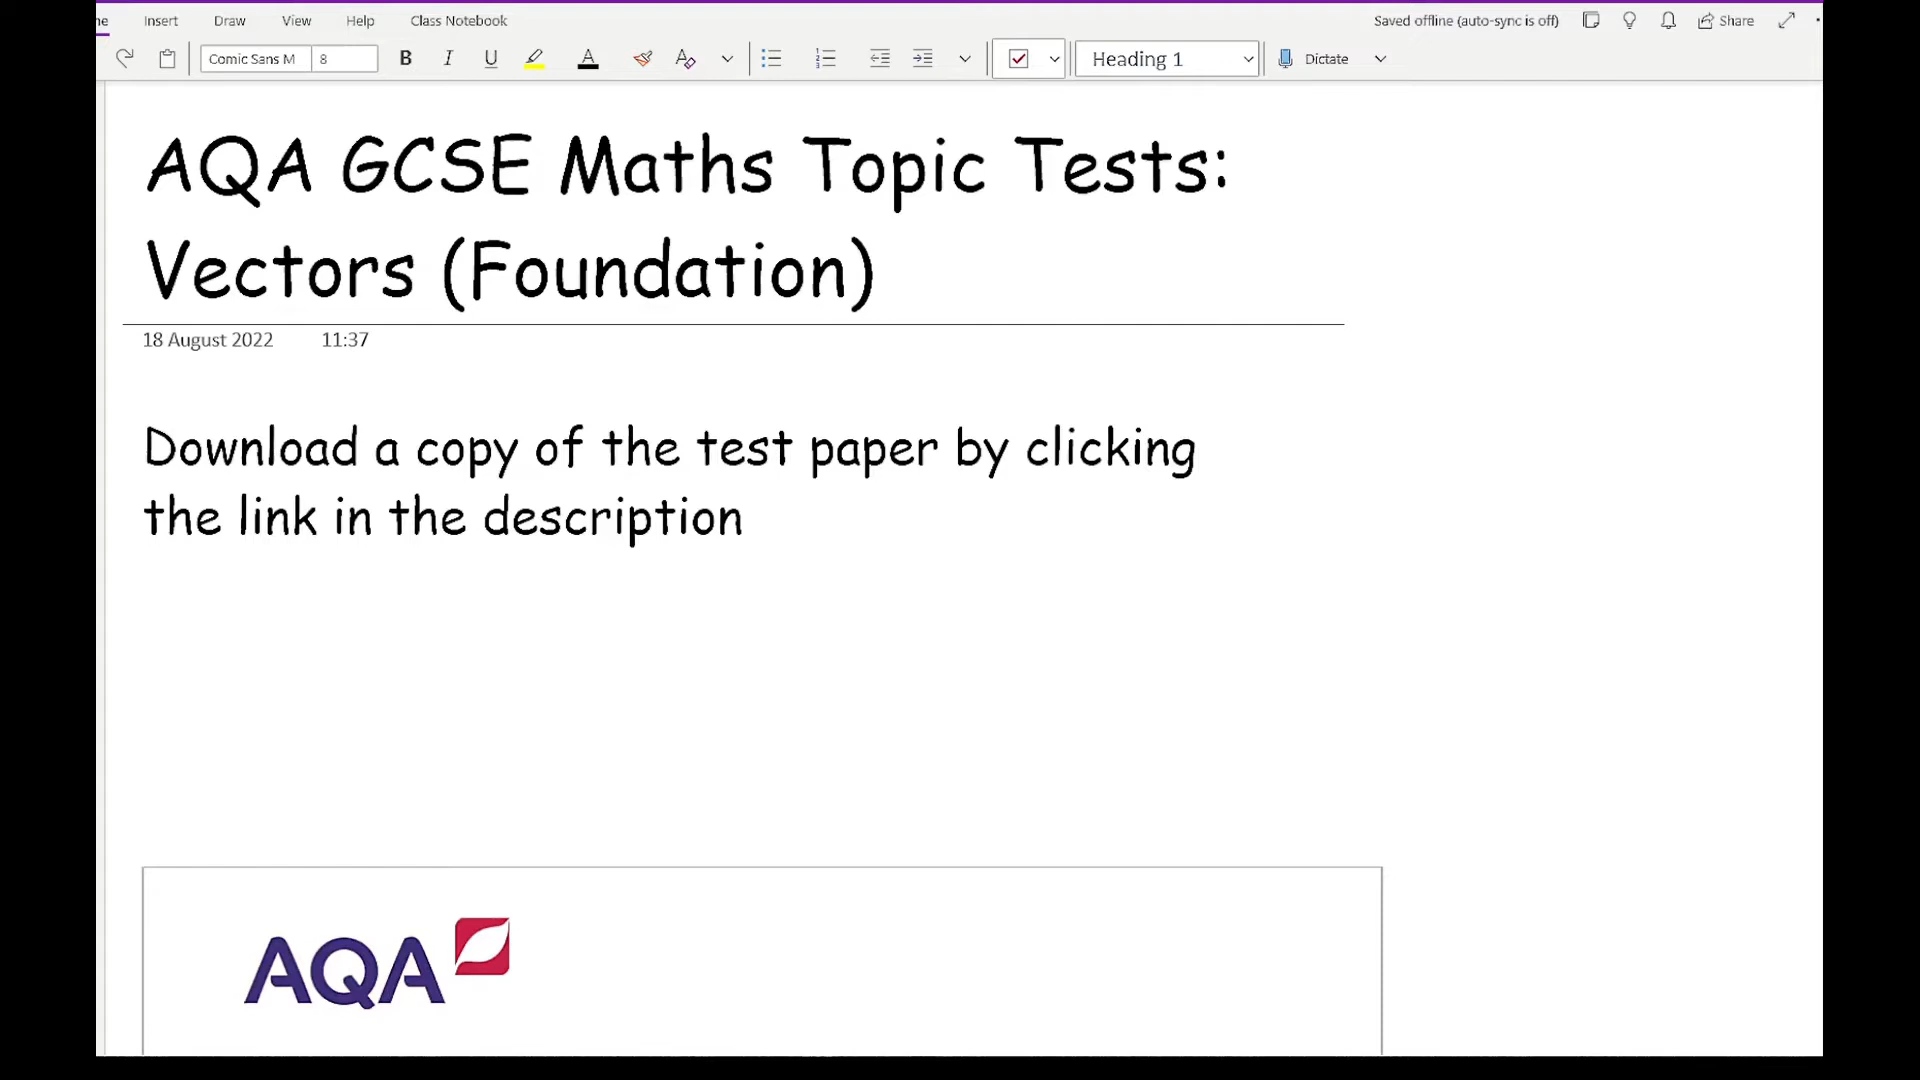 Insert Draw View Help Class Notebook Saved offline (auto-sync is off) Share
Comic Sans M 8 B I U A Heading 1 Dictate
AQA GCSE Maths Topic Tests:
Vectors (Foundation)
18 August 2022 11:37
Download a copy of the test paper by clicking
the link in the description
AQA